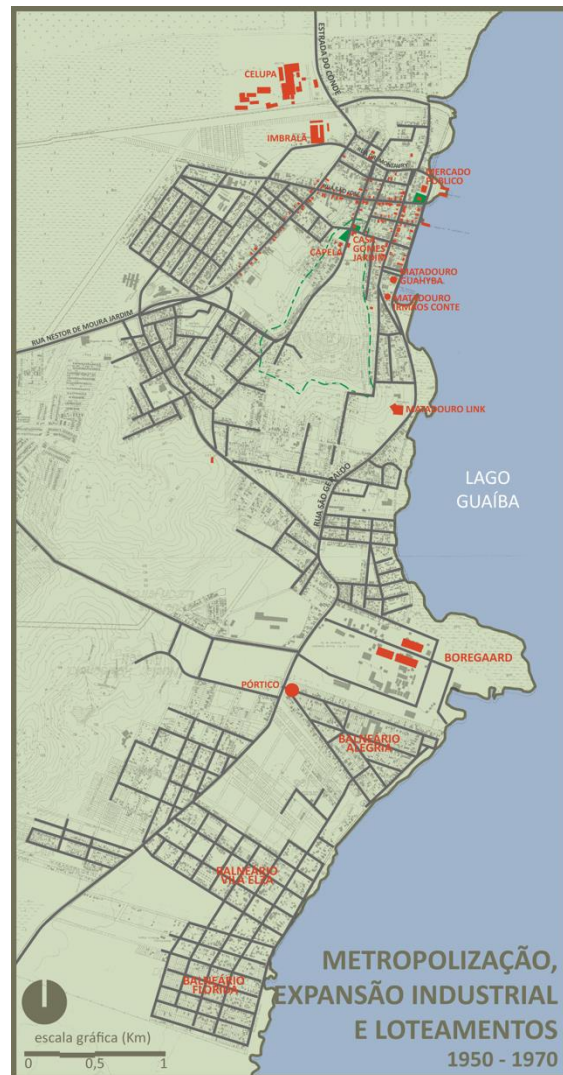 ESTRADA DO CONDE
CELUPA
IMBRALA
MERCADO
PÚBLICO
CAPELA
CASA
GOMES
JARDIM
MATADOURO
GUAHYBA
MATADOURO
IRMÃOS CONTE
RUA NESTOR DE MOURA JARDIM
MATADOURO LINK
LAGO
GUAÍBA
RUA SÃO GERALDO
BOREGAARD
PÓRTICO
BALNEÁRIO
ALEGRIA
BALNEÁRIO
VILA ELZA
BALNEÁRIO
FLÓRIDA
METROPOLIZAÇÃO,
EXPANSÃO INDUSTRIAL
E LOTEAMENTOS
1950 - 1970
escala gráfica (Km)
0 0,5 1